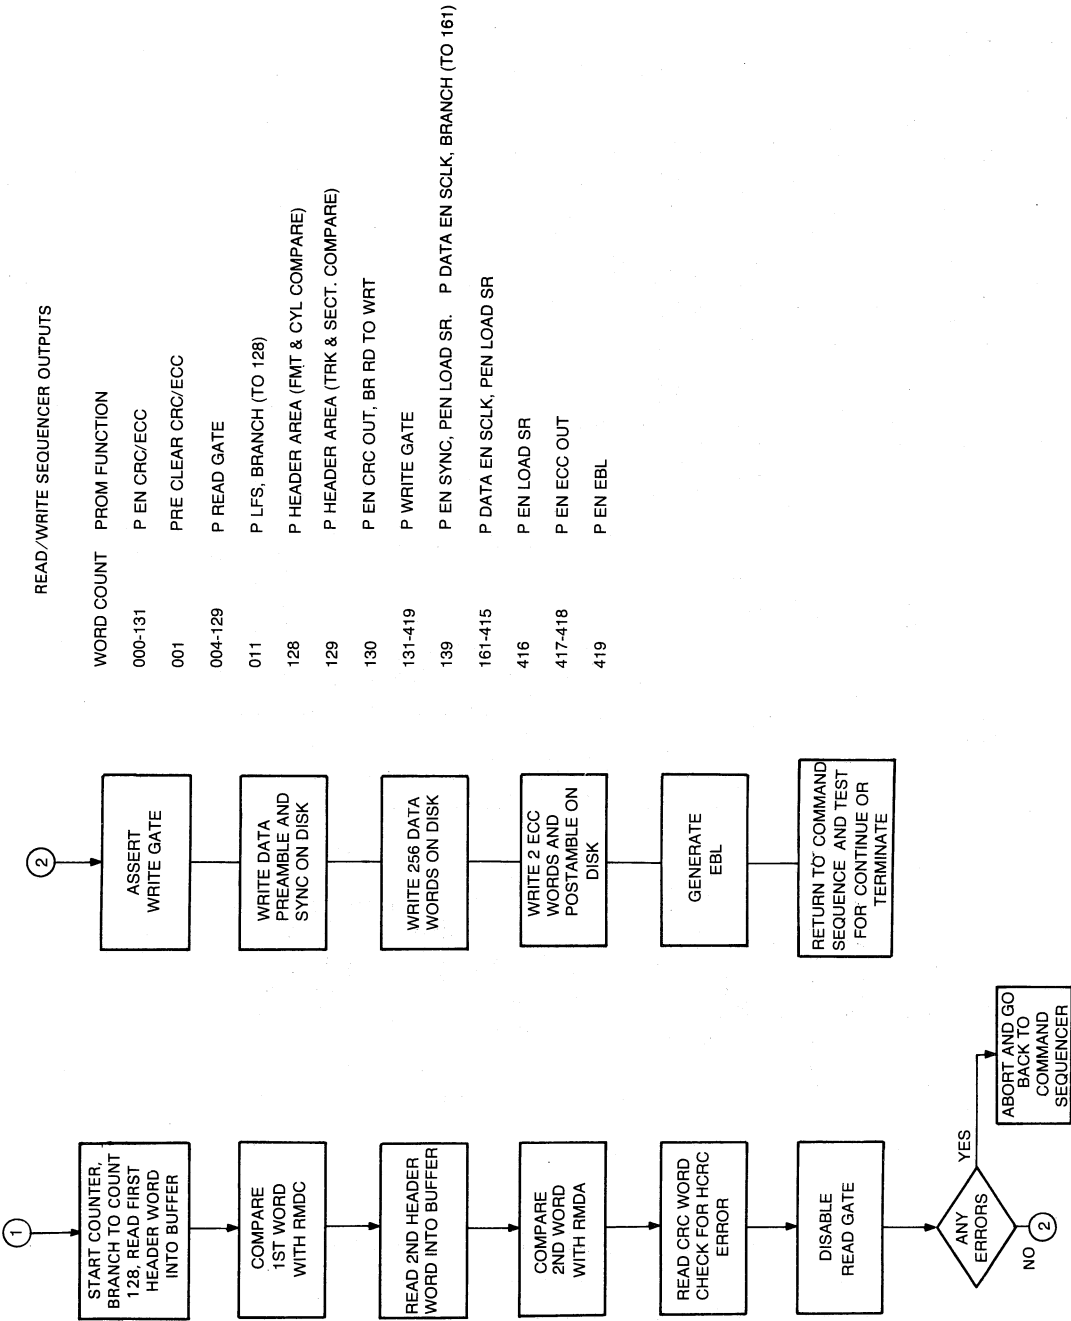 1
START COUNTER,
BRANCH TO COUNT
128, READ FIRST
HEADER WORD
INTO BUFFER
COMPARE
1ST WORD
WITH RMDC
READ 2ND HEADER
WORD INTO BUFFER
COMPARE
2ND WORD
WITH RMDA
READ CRC WORD
CHECK FOR HCRC
ERROR
DISABLE
READ GATE
ANY
ERRORS
YES
NO
2
ABORT AND GO
BACK TO
COMMAND
SEQUENCER
2
ASSERT
WRITE GATE
WRITE DATA
PREAMBLE AND
SYNC ON DISK
WRITE 256 DATA
WORDS ON DISK
WRITE 2 ECC
WORDS AND
POSTAMBLE ON
DISK
GENERATE
EBL
RETURN TO COMMAND
SEQUENCE AND TEST
FOR CONTINUE OR
TERMINATE
READ/WRITE SEQUENCER OUTPUTS
WORD COUNT PROM FUNCTION
000-131 P EN CRC/ECC
001 PRE CLEAR CRC/ECC
004-129 P READ GATE
011 P LFS, BRANCH (TO 128)
128 P HEADER AREA (FMT & CYL COMPARE)
129 P HEADER AREA (TRK & SECT. COMPARE)
130 P EN CRC OUT, BR RD TO WRT
131-419 P WRITE GATE
139 P EN SYNC, PEN LOAD SR. P DATA EN SCLK, BRANCH (TO 161)
161-415 P DATA EN SCLK, PEN LOAD SR
416 P EN LOAD SR
417-418 P EN ECC OUT
419 P EN EBL